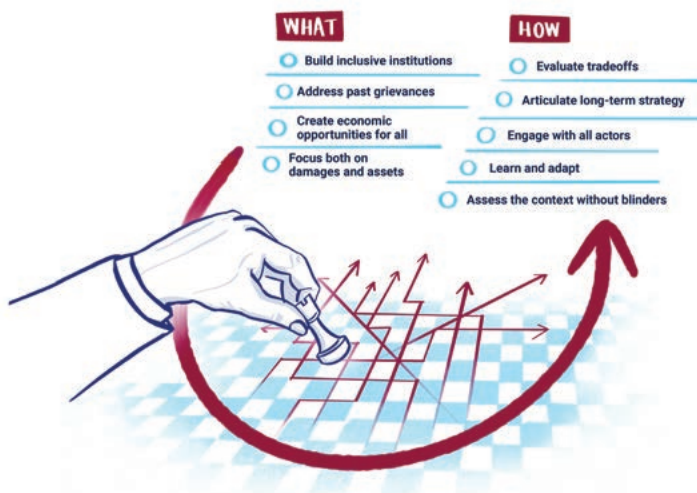 WHAT
Build inclusive institutions
Address past grievances
Create economic
opportunities for all
Focus both on
damages and assets
HOW
Evaluate tradeoffs
Articulate long-term strategy
Engage with all actors
Learn and adapt
Assess the context without blinders